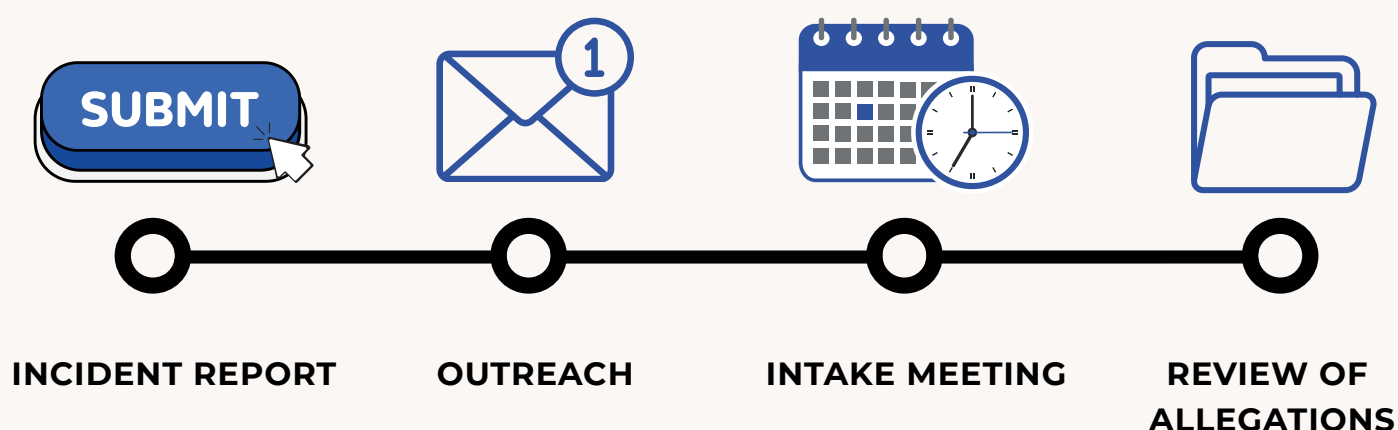 SUBMIT
1
INCIDENT REPORT
OUTREACH
INTAKE MEETING
REVIEW OF
ALLEGATIONS